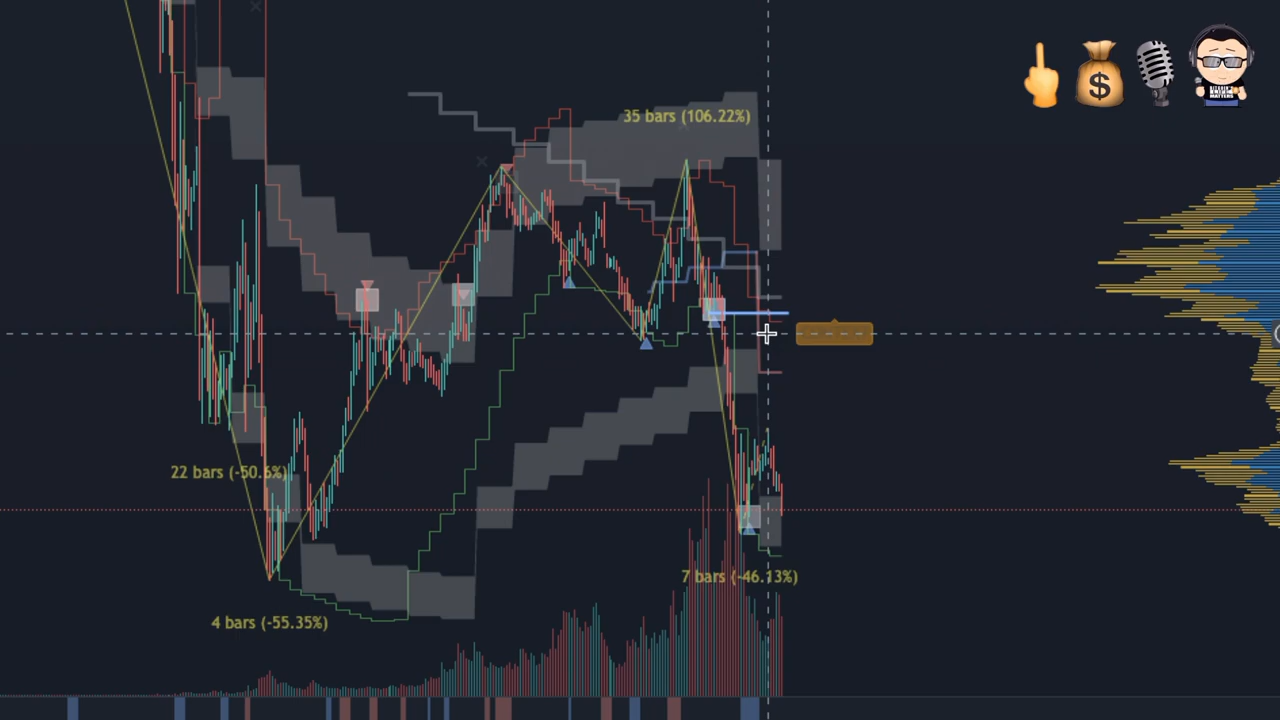 35 bars (106.22%)
22 bars (-50.6%)
7 bars (-46.13%)
4 bars (-55.35%)
$